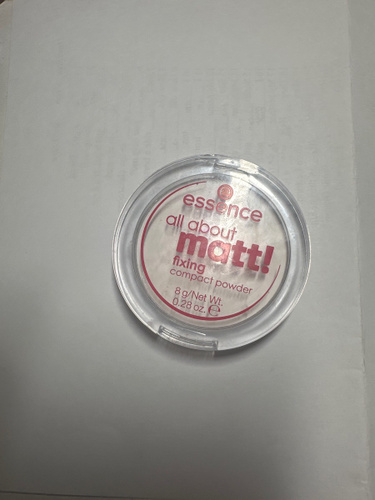 essence
all about
matt!
fixing
compact powder
8 g/Net Wt.
0.28 oz. ℮